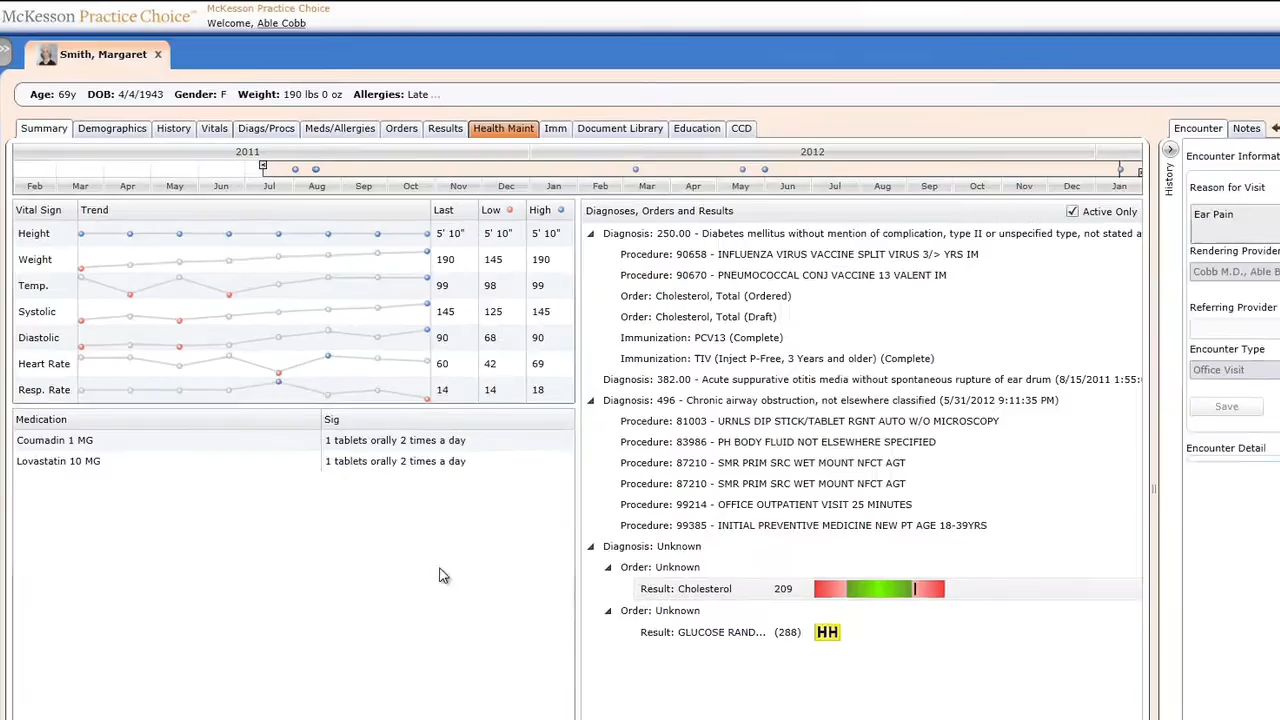 McKesson Practice Choice™
McKesson Practice Choice
Welcome, Able Cobb
Smith, Margaret X
Age: 69y DOB: 4/4/1943 Gender: F Weight: 190 lbs 0 oz Allergies: Late ...
Summary Demographics History Vitals Diags/Procs Meds/Allergies Orders Results Health Maint Imm Document Library Education CCD
Encounter Notes
2011 2012
Feb Mar Apr May Jun Jul Aug Sep Oct Nov Dec Jan Feb Mar Apr May Jun Jul Aug Sep Oct Nov Dec Jan
Vital Sign Trend Last Low High
Height 5' 10" 5' 10" 5' 10"
Weight 190 145 190
Temp. 99 98 99
Systolic 145 125 145
Diastolic 90 68 90
Heart Rate 60 42 69
Resp. Rate 14 14 18
Medication Sig
Coumadin 1 MG 1 tablets orally 2 times a day
Lovastatin 10 MG 1 tablets orally 2 times a day
Diagnoses, Orders and Results Active Only
Diagnosis: 250.00 - Diabetes mellitus without mention of complication, type II or unspecified type, not stated a
Procedure: 90658 - INFLUENZA VIRUS VACCINE SPLIT VIRUS 3/> YRS IM
Procedure: 90670 - PNEUMOCOCCAL CONJ VACCINE 13 VALENT IM
Order: Cholesterol, Total (Ordered)
Order: Cholesterol, Total (Draft)
Immunization: PCV13 (Complete)
Immunization: TIV (Inject P-Free, 3 Years and older) (Complete)
Diagnosis: 382.00 - Acute suppurative otitis media without spontaneous rupture of ear drum (8/15/2011 1:55:
Diagnosis: 496 - Chronic airway obstruction, not elsewhere classified (5/31/2012 9:11:35 PM)
Procedure: 81003 - URNLS DIP STICK/TABLET RGNT AUTO W/O MICROSCOPY
Procedure: 83986 - PH BODY FLUID NOT ELSEWHERE SPECIFIED
Procedure: 87210 - SMR PRIM SRC WET MOUNT NFCT AGT
Procedure: 87210 - SMR PRIM SRC WET MOUNT NFCT AGT
Procedure: 99214 - OFFICE OUTPATIENT VISIT 25 MINUTES
Procedure: 99385 - INITIAL PREVENTIVE MEDICINE NEW PT AGE 18-39YRS
Diagnosis: Unknown
Order: Unknown
Result: Cholesterol 209
Order: Unknown
Result: GLUCOSE RAND... (288) HH
History
Encounter Informat
Reason for Visit
Ear Pain
Rendering Provider
Cobb M.D., Able B
Referring Provider
Encounter Type
Office Visit
Save
Encounter Detail